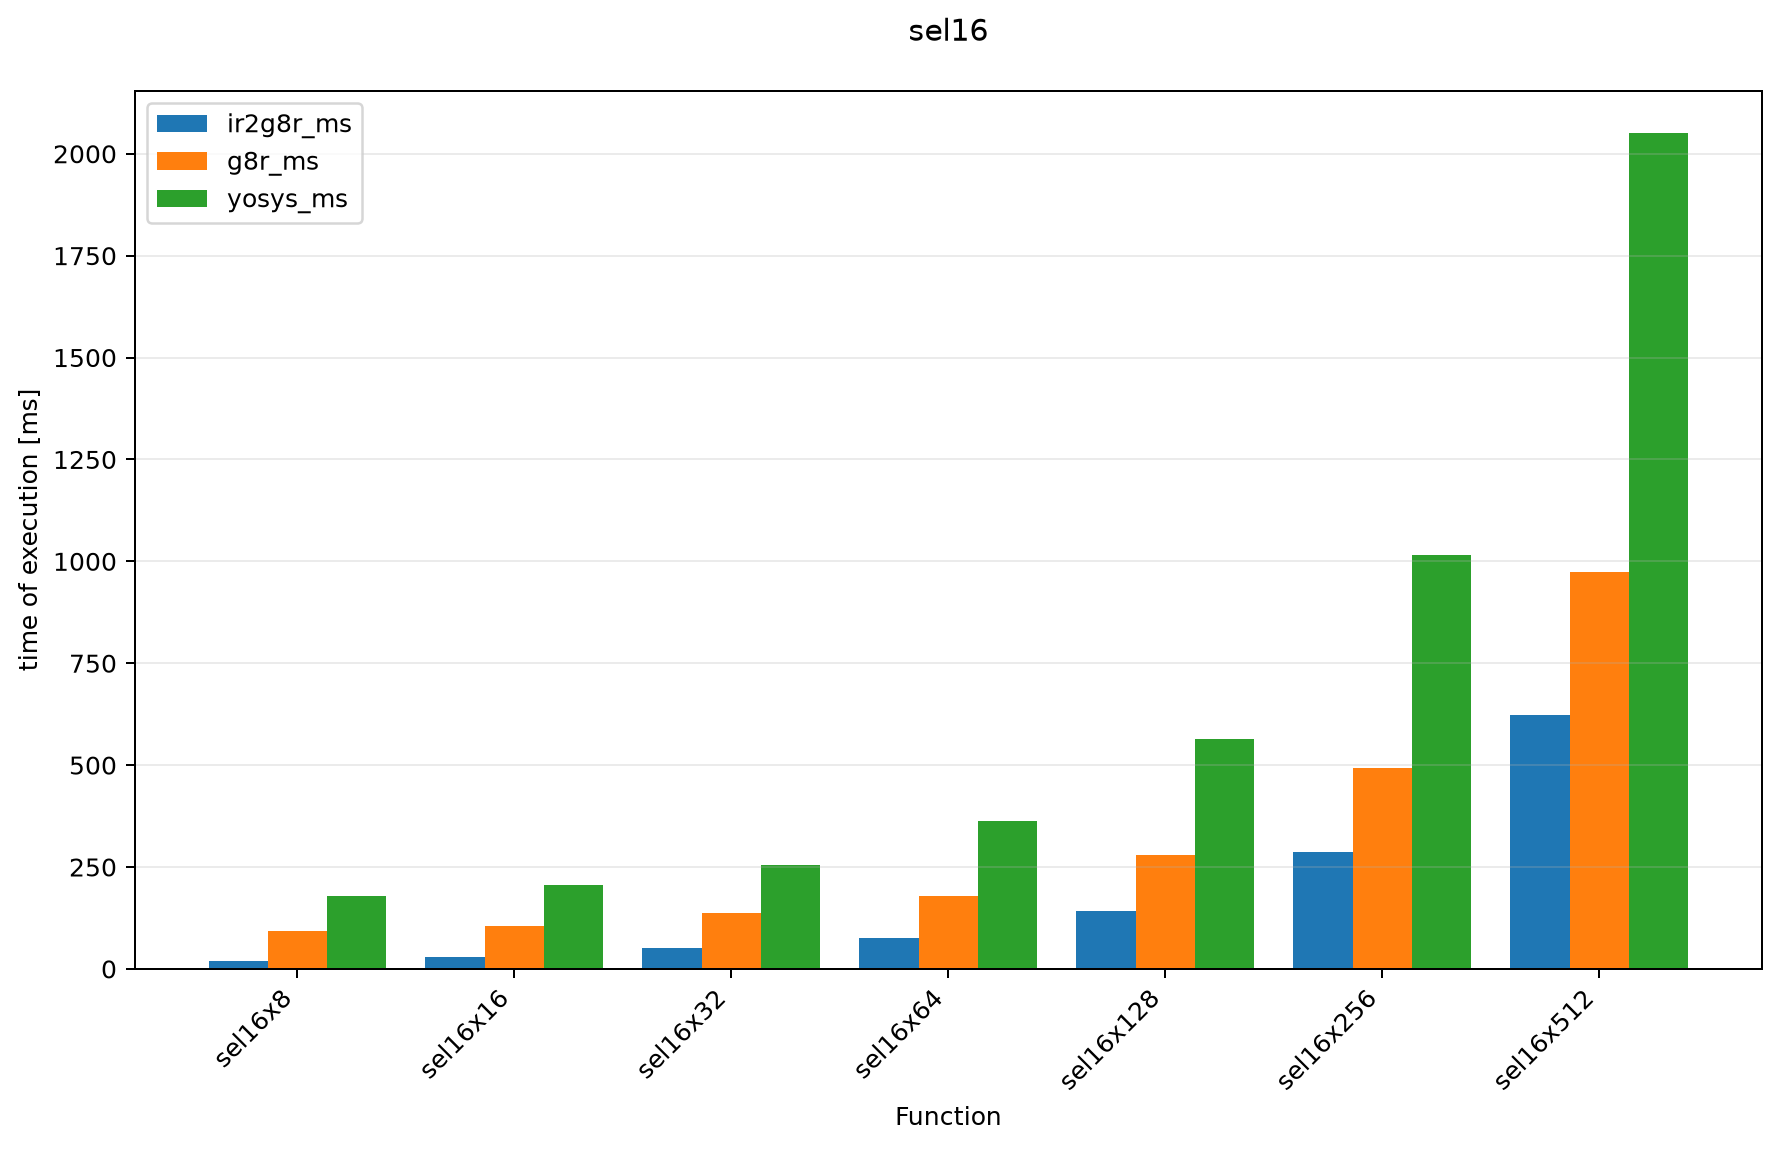 sel16
ir2g8r_ms
g8r_ms
yosys_ms
2000
1750
1500
1250
1000
750
500
250
0
time of execution [ms]
sel16x8
sel16x16
sel16x32
sel16x64
sel16x128
sel16x256
sel16x512
Function